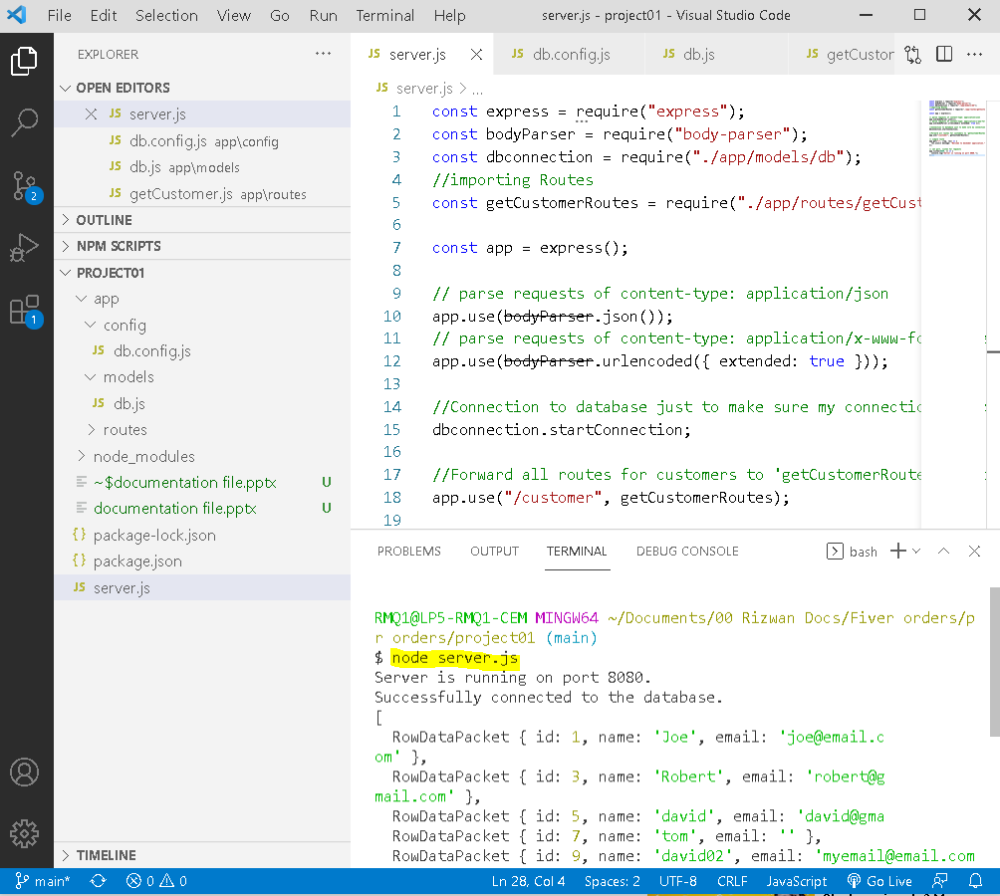 File Edit Selection View Go Run Terminal Help server.js - project01 - Visual Studio Code
EXPLORER
OPEN EDITORS
server.js
db.config.js app\config
db.js app\models
getCustomer.js app\routes
OUTLINE
NPM SCRIPTS
PROJECT01
app
config
JS db.config.js
models
JS db.js
routes
node_modules
~$documentation file.pptx U
documentation file.pptx U
{} package-lock.json
{} package.json
JS server.js
TIMELINE
2
1
JS server.js JS db.config.js JS db.js JS getCustor
JS server.js > ...
1 const express = require("express");
2 const bodyParser = require("body-parser");
3 const dbconnection = require("./app/models/db");
4 //importing Routes
5 const getCustomerRoutes = require("./app/routes/getCust
6
7 const app = express();
8
9 // parse requests of content-type: application/json
10 app.use(bodyParser.json());
11 // parse requests of content-type: application/x-www-fo
12 app.use(bodyParser.urlencoded({ extended: true }));
13
14 //Connection to database just to make sure my connectio
15 dbconnection.startConnection;
16
17 //Forward all routes for customers to 'getCustomerRoute
18 app.use("/customer", getCustomerRoutes);
19
PROBLEMS OUTPUT TERMINAL DEBUG CONSOLE bash
RMQ1@LP5-RMQ1-CEM MINGW64 ~/Documents/00 Rizwan Docs/Fiver orders/p
r orders/project01 (main)
$ node server.js
Server is running on port 8080.
Successfully connected to the database.
[
RowDataPacket { id: 1, name: 'Joe', email: 'joe@email.c
om' },
RowDataPacket { id: 3, name: 'Robert', email: 'robert@g
mail.com' },
RowDataPacket { id: 5, name: 'david', email: 'david@gma
RowDataPacket { id: 7, name: 'tom', email: '' },
RowDataPacket { id: 9, name: 'david02', email: 'myemail@email.com
main* 0 0 Ln 28, Col 4 Spaces: 2 UTF-8 CRLF JavaScript Go Live